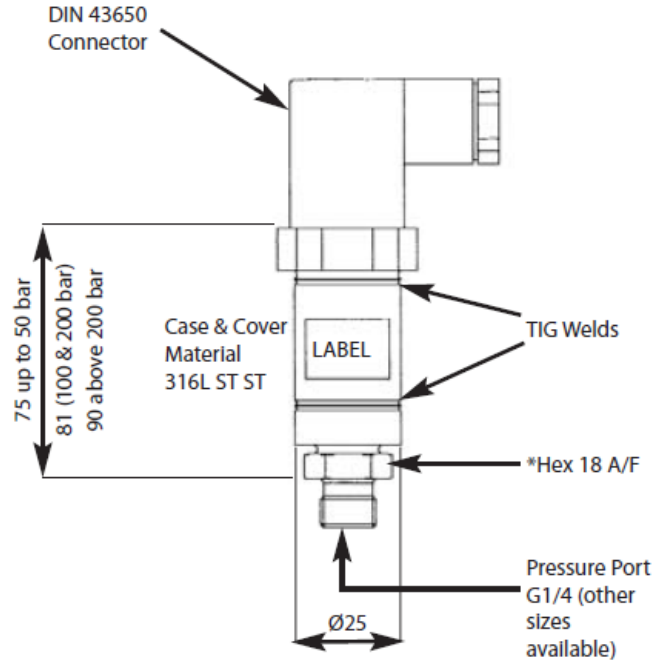 DIN 43650
Connector
75 up to 50 bar
81 (100 & 200 bar)
90 above 200 bar
Case & Cover
Material
316L ST ST
LABEL
TIG Welds
*Hex 18 A/F
Pressure Port
G1/4 (other
sizes
available)
Ø25